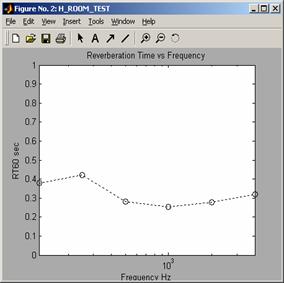 Figure No. 2: H_ROOM_TEST
File Edit View Insert Tools Window Help
A
Reverberation Time vs Frequency
1
0.9
0.8
0.7
0.6
0.5
0.4
0.3
0.2
0.1
0
RT60 sec
10^3
Frequency Hz